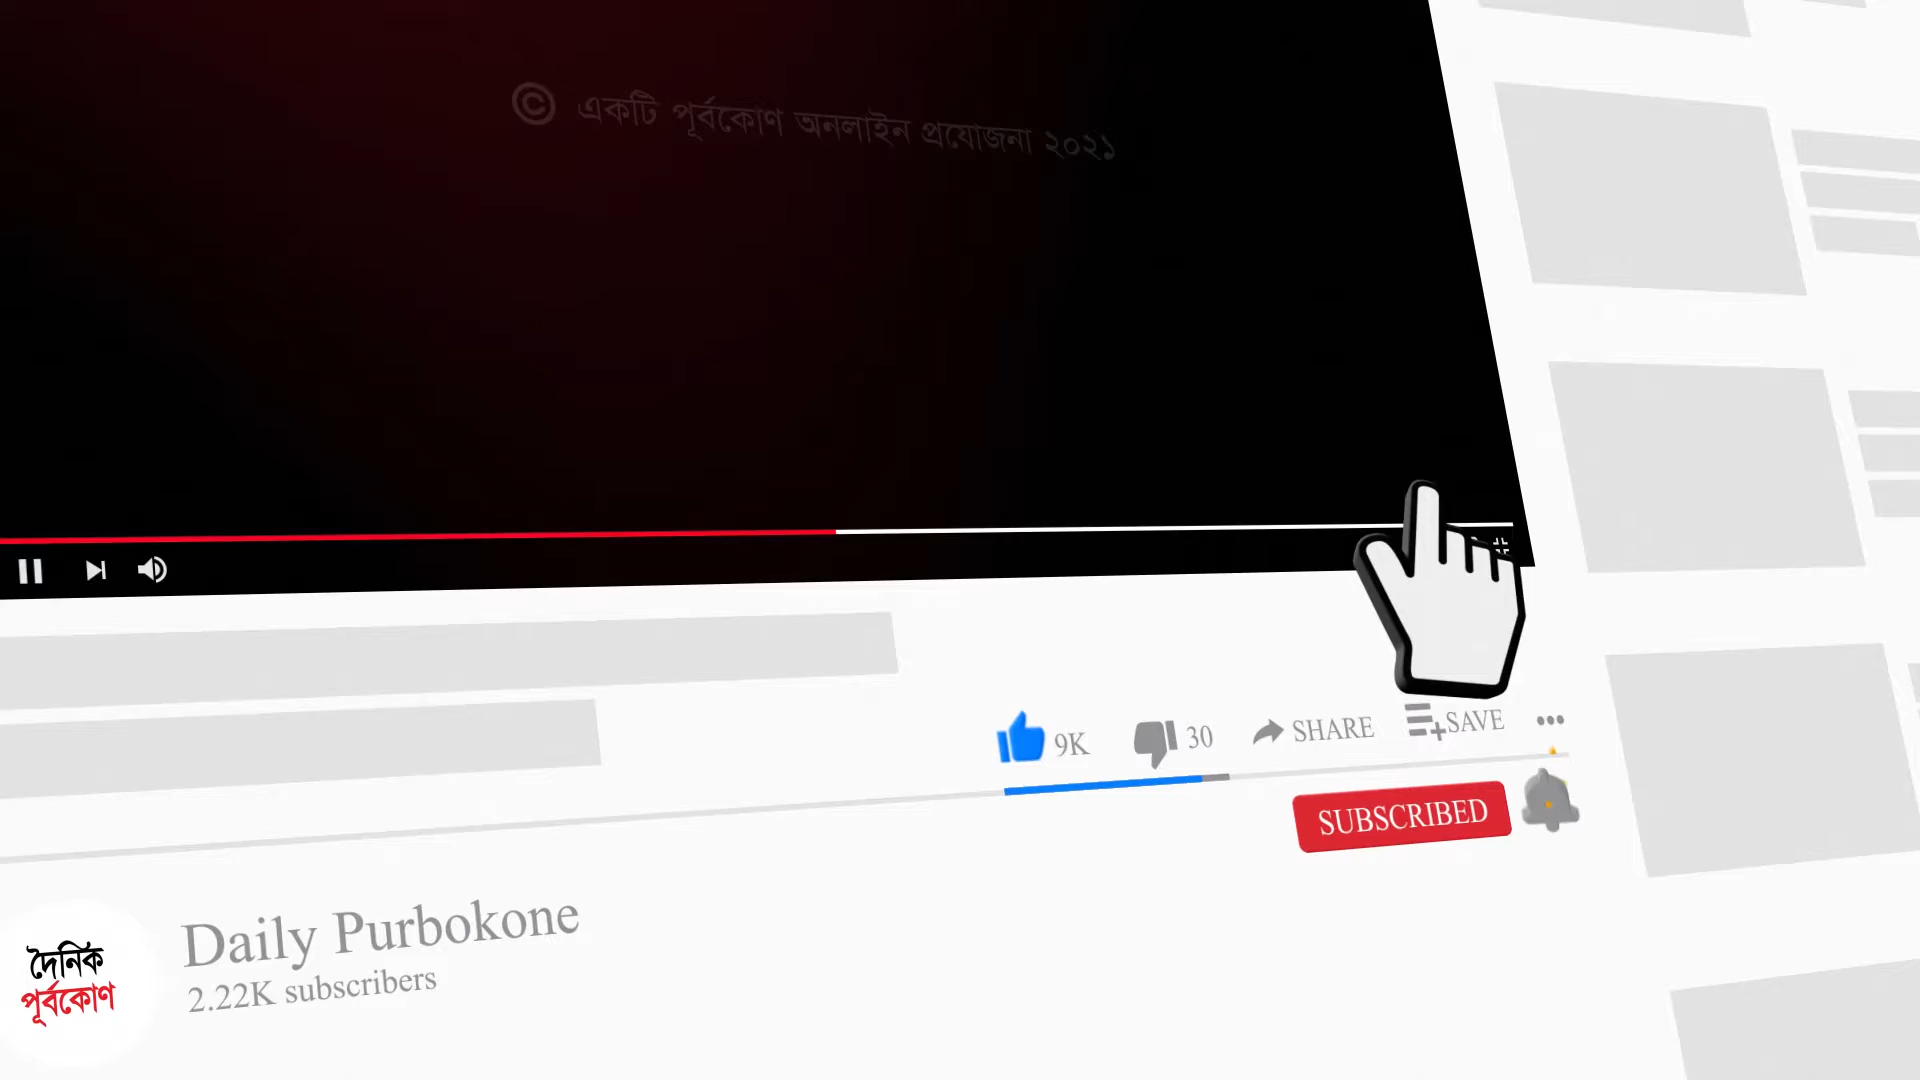 © একটি পূর্বকোণ অনলাইন প্রযোজনা ২০২১
9K 30 SHARE SAVE
SUBSCRIBED
Daily Purbokone
2.22K subscribers
দৈনিক
পূর্বকোণ